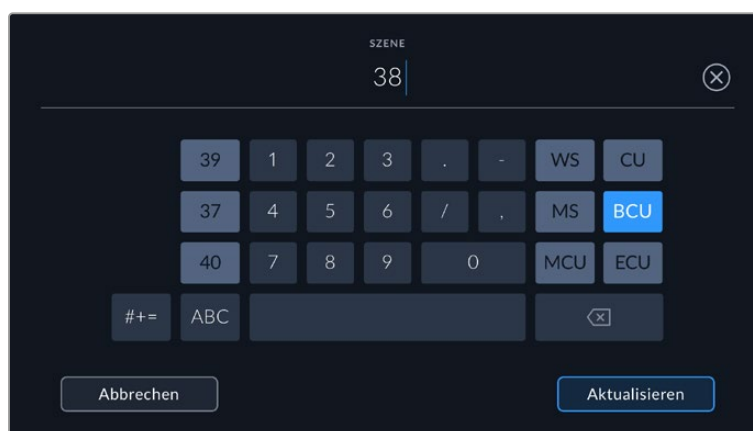 SZENE
38
39 1 2 3 . - WS CU
37 4 5 6 / , MS BCU
40 7 8 9 0 MCU ECU
#+= ABC
Abbrechen Aktualisieren